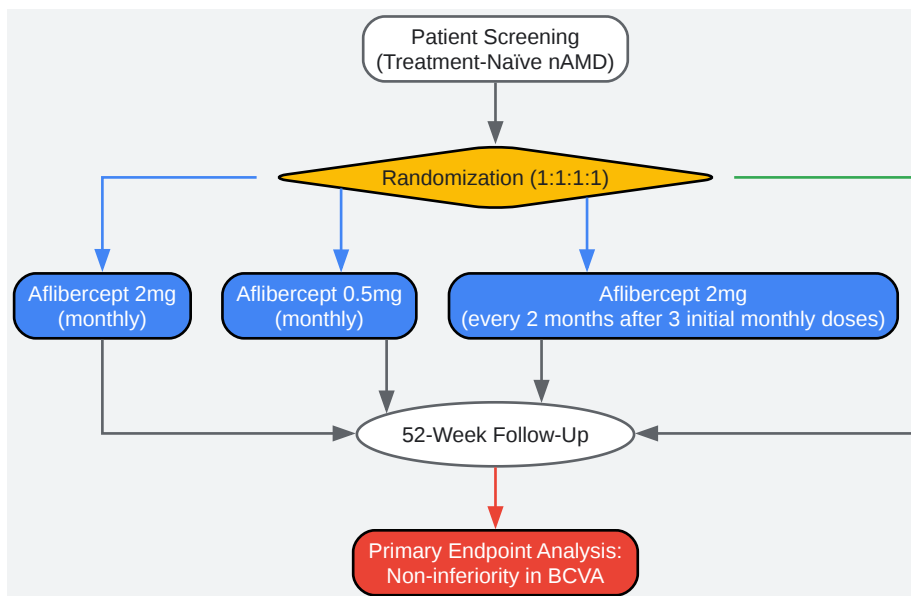 Patient Screening
(Treatment-Naïve nAMD)
Randomization (1:1:1:1)
Aflibercept 2mg
(monthly)
Aflibercept 0.5mg
(monthly)
Aflibercept 2mg
(every 2 months after 3 initial monthly doses)
52-Week Follow-Up
Primary Endpoint Analysis:
Non-inferiority in BCVA